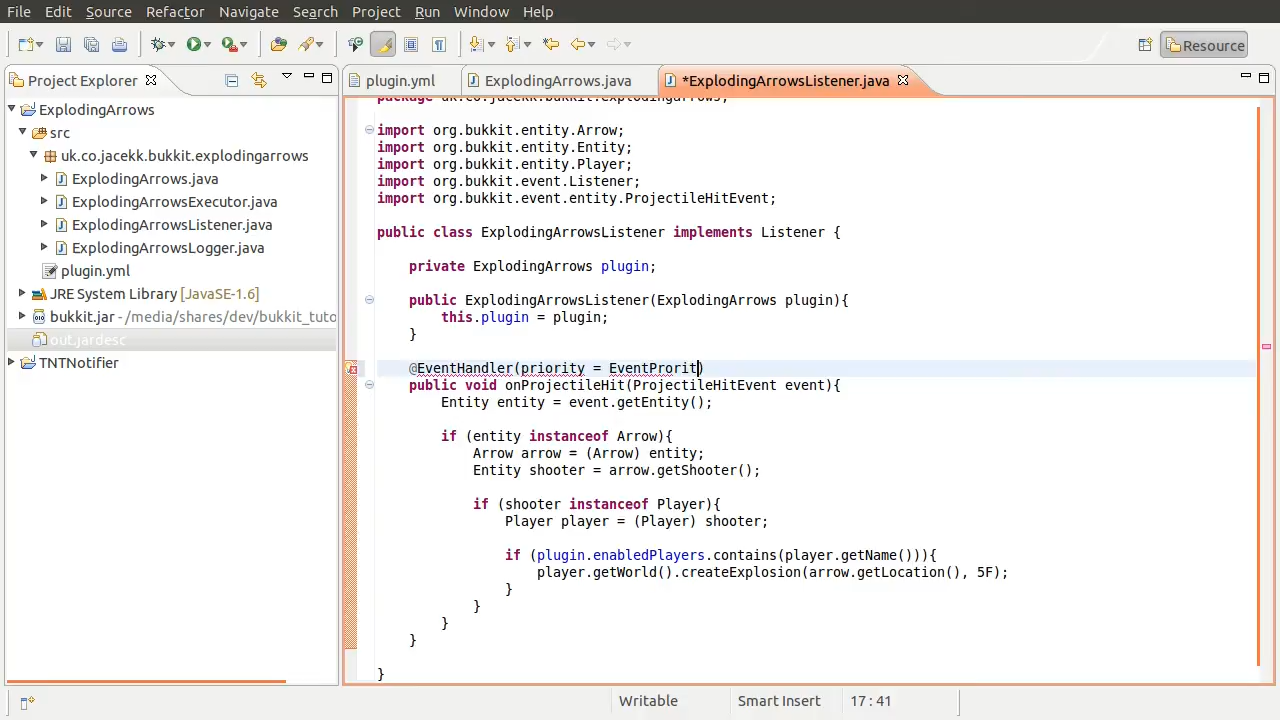 File Edit Source Refactor Navigate Search Project Run Window Help
Resource
Project Explorer
plugin.yml ExplodingArrows.java *ExplodingArrowsListener.java
ExplodingArrows
src
uk.co.jacekk.bukkit.explodingarrows
ExplodingArrows.java
ExplodingArrowsExecutor.java
ExplodingArrowsListener.java
ExplodingArrowsLogger.java
plugin.yml
JRE System Library [JavaSE-1.6]
bukkit.jar - /media/shares/dev/bukkit_tuto
out.jardesc
TNTNotifier
package uk.co.jacekk.bukkit.explodingarrows;
import org.bukkit.entity.Arrow;
import org.bukkit.entity.Entity;
import org.bukkit.entity.Player;
import org.bukkit.event.Listener;
import org.bukkit.event.entity.ProjectileHitEvent;
public class ExplodingArrowsListener implements Listener {
private ExplodingArrows plugin;
public ExplodingArrowsListener(ExplodingArrows plugin){
this.plugin = plugin;
}
@EventHandler(priority = EventProrit)
public void onProjectileHit(ProjectileHitEvent event){
Entity entity = event.getEntity();
if (entity instanceof Arrow){
Arrow arrow = (Arrow) entity;
Entity shooter = arrow.getShooter();
if (shooter instanceof Player){
Player player = (Player) shooter;
if (plugin.enabledPlayers.contains(player.getName())){
player.getWorld().createExplosion(arrow.getLocation(), 5F);
}
}
}
}
}
Writable Smart Insert 17 : 41